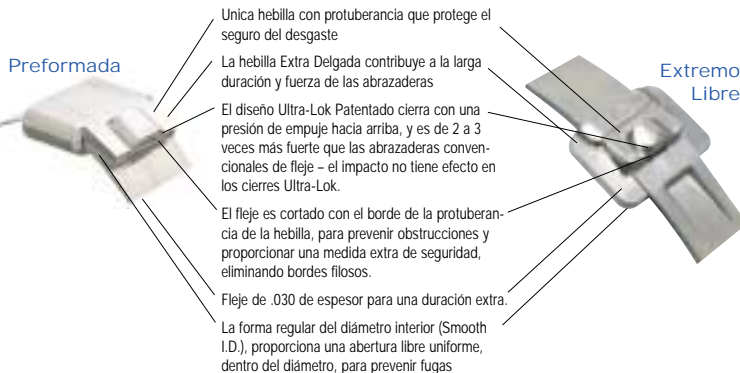 Unica hebilla con protuberancia que protege el
seguro del desgaste
Preformada
La hebilla Extra Delgada contribuye a la larga
duración y fuerza de las abrazaderas
Extremo
Libre
El diseño Ultra-Lok Patentado cierra con una
presión de empuje hacia arriba, y es de 2 a 3
veces más fuerte que las abrazaderas conven-
cionales de fleje – el impacto no tiene efecto en
los cierres Ultra-Lok.
El fleje es cortado con el borde de la protuberan-
cia de la hebilla, para prevenir obstrucciones y
proporcionar una medida extra de seguridad,
eliminando bordes filosos.
Fleje de .030 de espesor para una duración extra.
La forma regular del diámetro interior (Smooth
I.D.), proporciona una abertura libre uniforme,
dentro del diámetro, para prevenir fugas